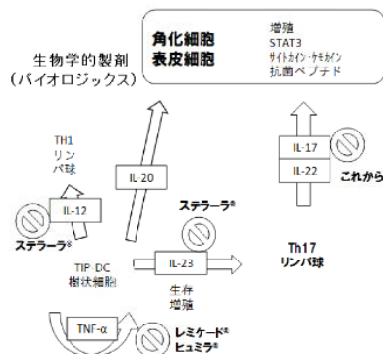 生物学的製剤
(バイオロジックス)
角化細胞
表皮細胞
増殖
STAT3
サイトカイン・ケモカイン
抗菌ペプチド
TH1
リン
パ球
IL-12
ステラーラ®
IL-20
ステラーラ®
IL-23
生存
増殖
TIP-DC
樹状細胞
TNF-α
レミケード®
ヒュミラ®
IL-17
IL-22
これから
Th17
リンパ球